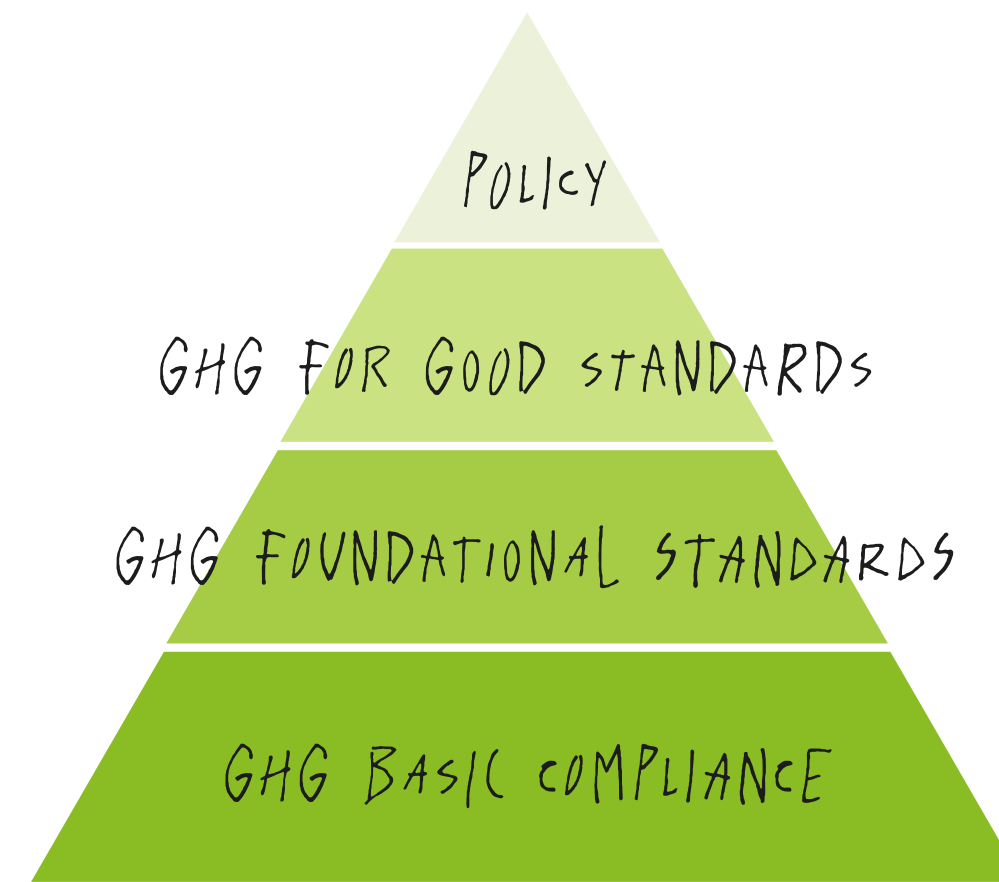 POLICY
GHG FOR GOOD STANDARDS
GHG FOUNDATIONAL STANDARDS
GHG BASIC COMPLIANCE